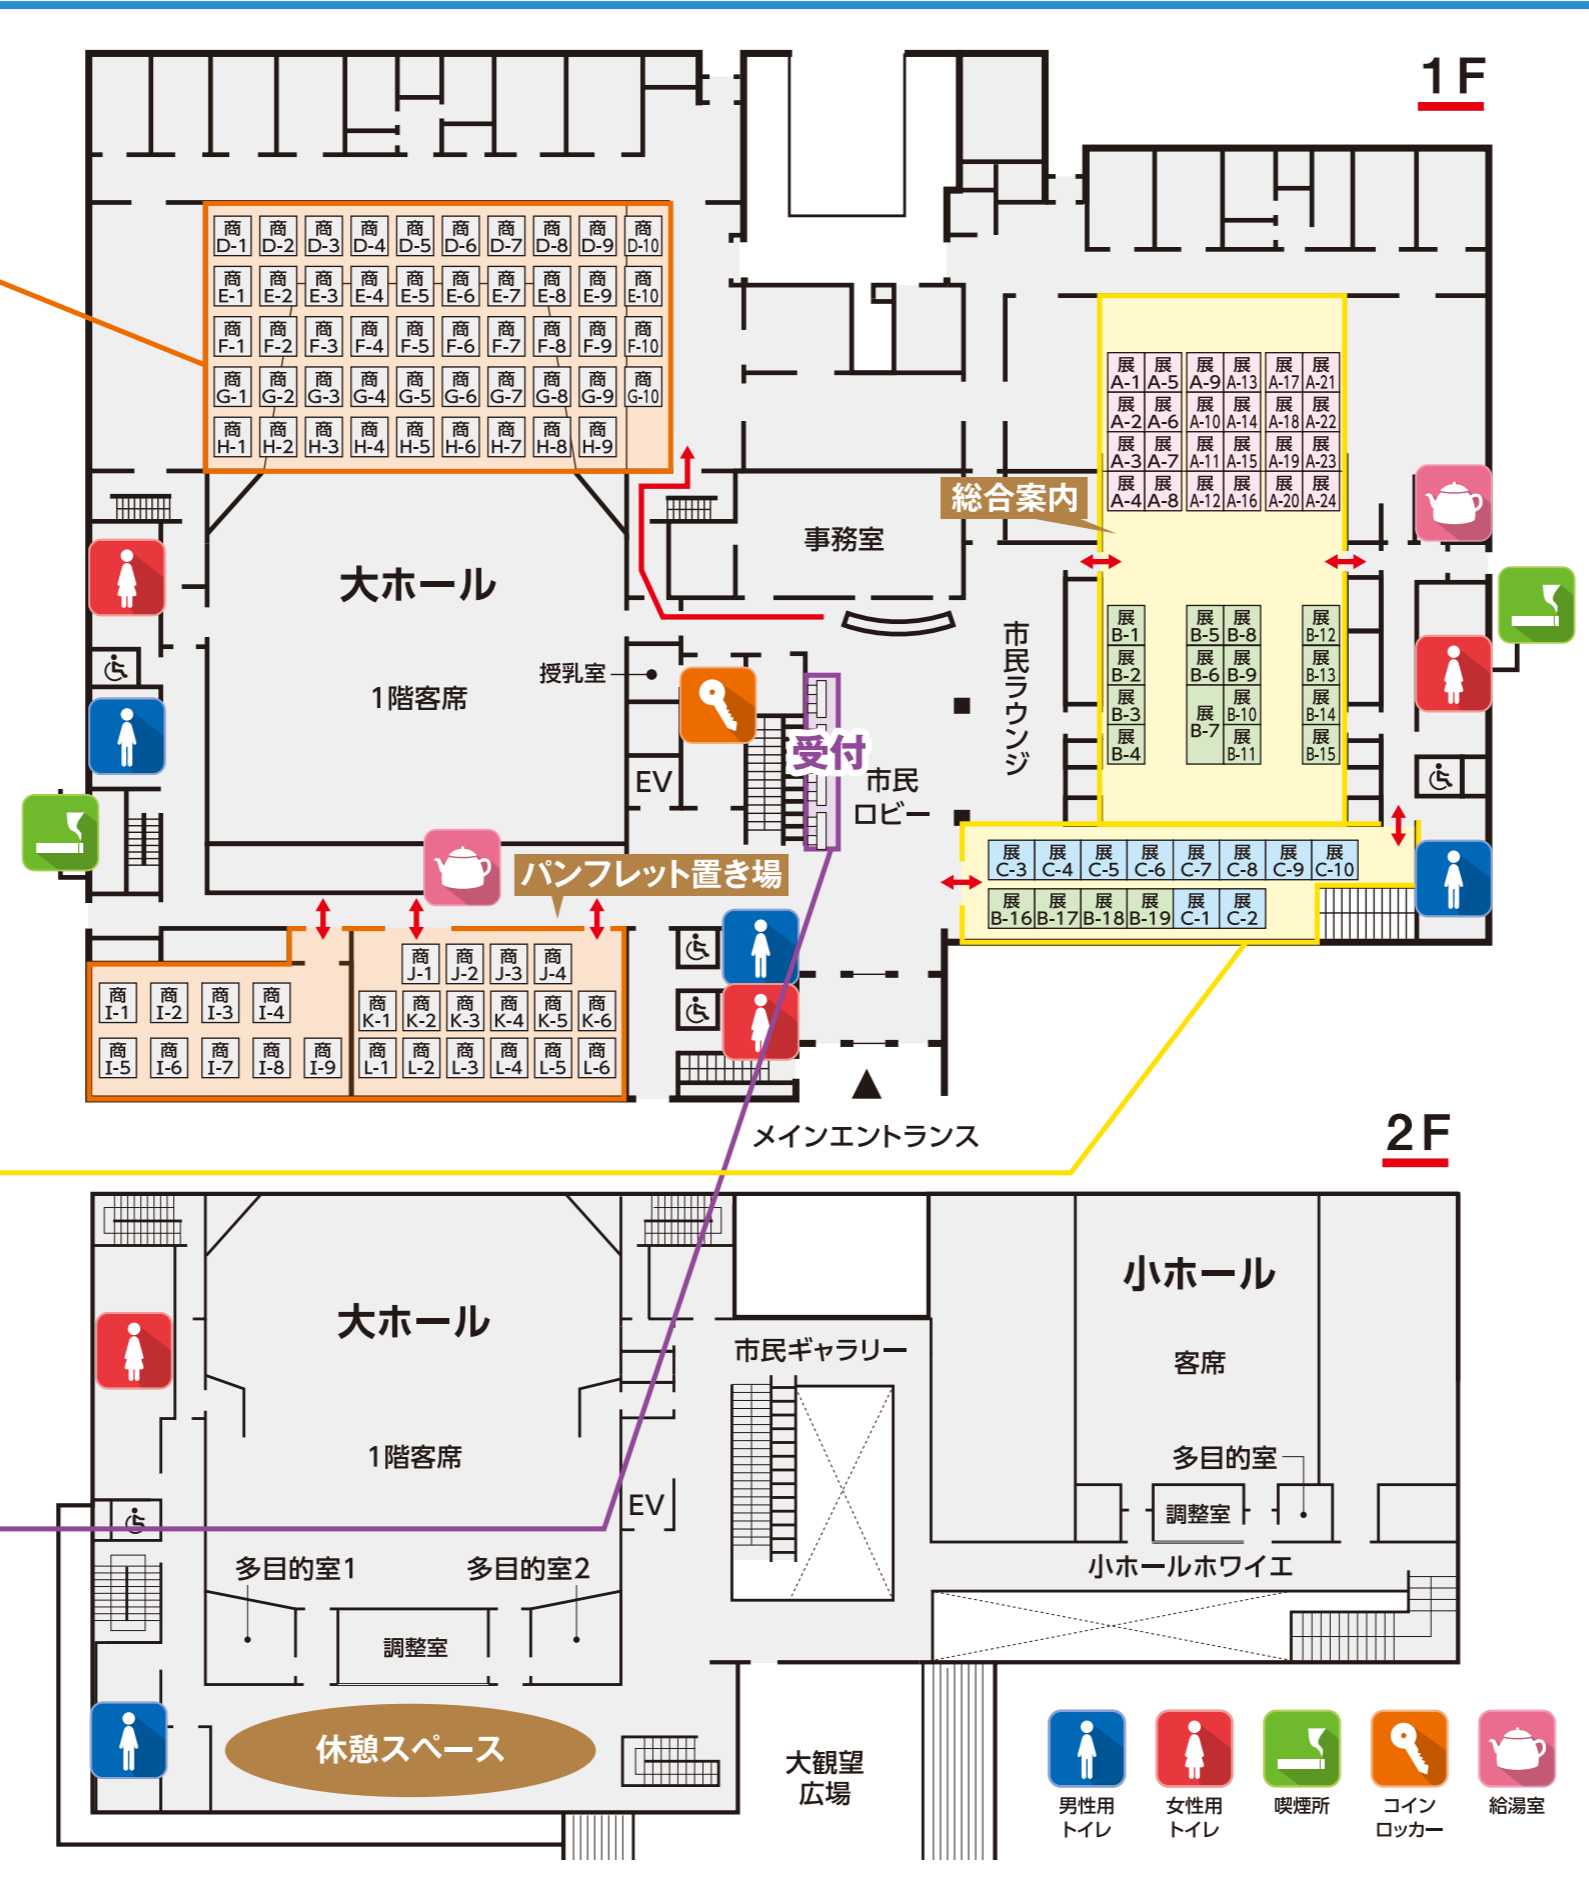 1F
商 D-1 商 D-2 商 D-3 商 D-4 商 D-5 商 D-6 商 D-7 商 D-8 商 D-9 商 D-10
商 E-1 商 E-2 商 E-3 商 E-4 商 E-5 商 E-6 商 E-7 商 E-8 商 E-9 商 E-10
商 F-1 商 F-2 商 F-3 商 F-4 商 F-5 商 F-6 商 F-7 商 F-8 商 F-9 商 F-10
商 G-1 商 G-2 商 G-3 商 G-4 商 G-5 商 G-6 商 G-7 商 G-8 商 G-9 商 G-10
商 H-1 商 H-2 商 H-3 商 H-4 商 H-5 商 H-6 商 H-7 商 H-8 商 H-9
展 A-1 展 A-5 展 A-9 展 A-13 展 A-17 展 A-21
展 A-2 展 A-6 展 A-10 展 A-14 展 A-18 展 A-22
展 A-3 展 A-7 展 A-11 展 A-15 展 A-19 展 A-23
展 A-4 展 A-8 展 A-12 展 A-16 展 A-20 展 A-24
総合案内
事務室
大ホール
1階客席
授乳室
EV
受付
市民
ロビー
市民ラウンジ
展 B-1 展 B-5 展 B-8 展 B-12
展 B-2 展 B-6 展 B-9 展 B-13
展 B-3 展 B-7 展 B-10 展 B-14
展 B-4 展 B-11 展 B-15
展 C-3 展 C-4 展 C-5 展 C-6 展 C-7 展 C-8 展 C-9 展 C-10
展 B-16 展 B-17 展 B-18 展 B-19 展 C-1 展 C-2
パンフレット置き場
商 J-1 商 J-2 商 J-3 商 J-4
商 I-1 商 I-2 商 I-3 商 I-4
商 K-1 商 K-2 商 K-3 商 K-4 商 K-5 商 K-6
商 I-5 商 I-6 商 I-7 商 I-8 商 I-9
商 L-1 商 L-2 商 L-3 商 L-4 商 L-5 商 L-6
メインエントランス
2F
大ホール
1階客席
市民ギャラリー
小ホール
客席
多目的室
調整室
小ホールホワイエ
EV
多目的室1
多目的室2
調整室
休憩スペース
大観望
広場
男性用
トイレ
女性用
トイレ
喫煙所
コイン
ロッカー
給湯室